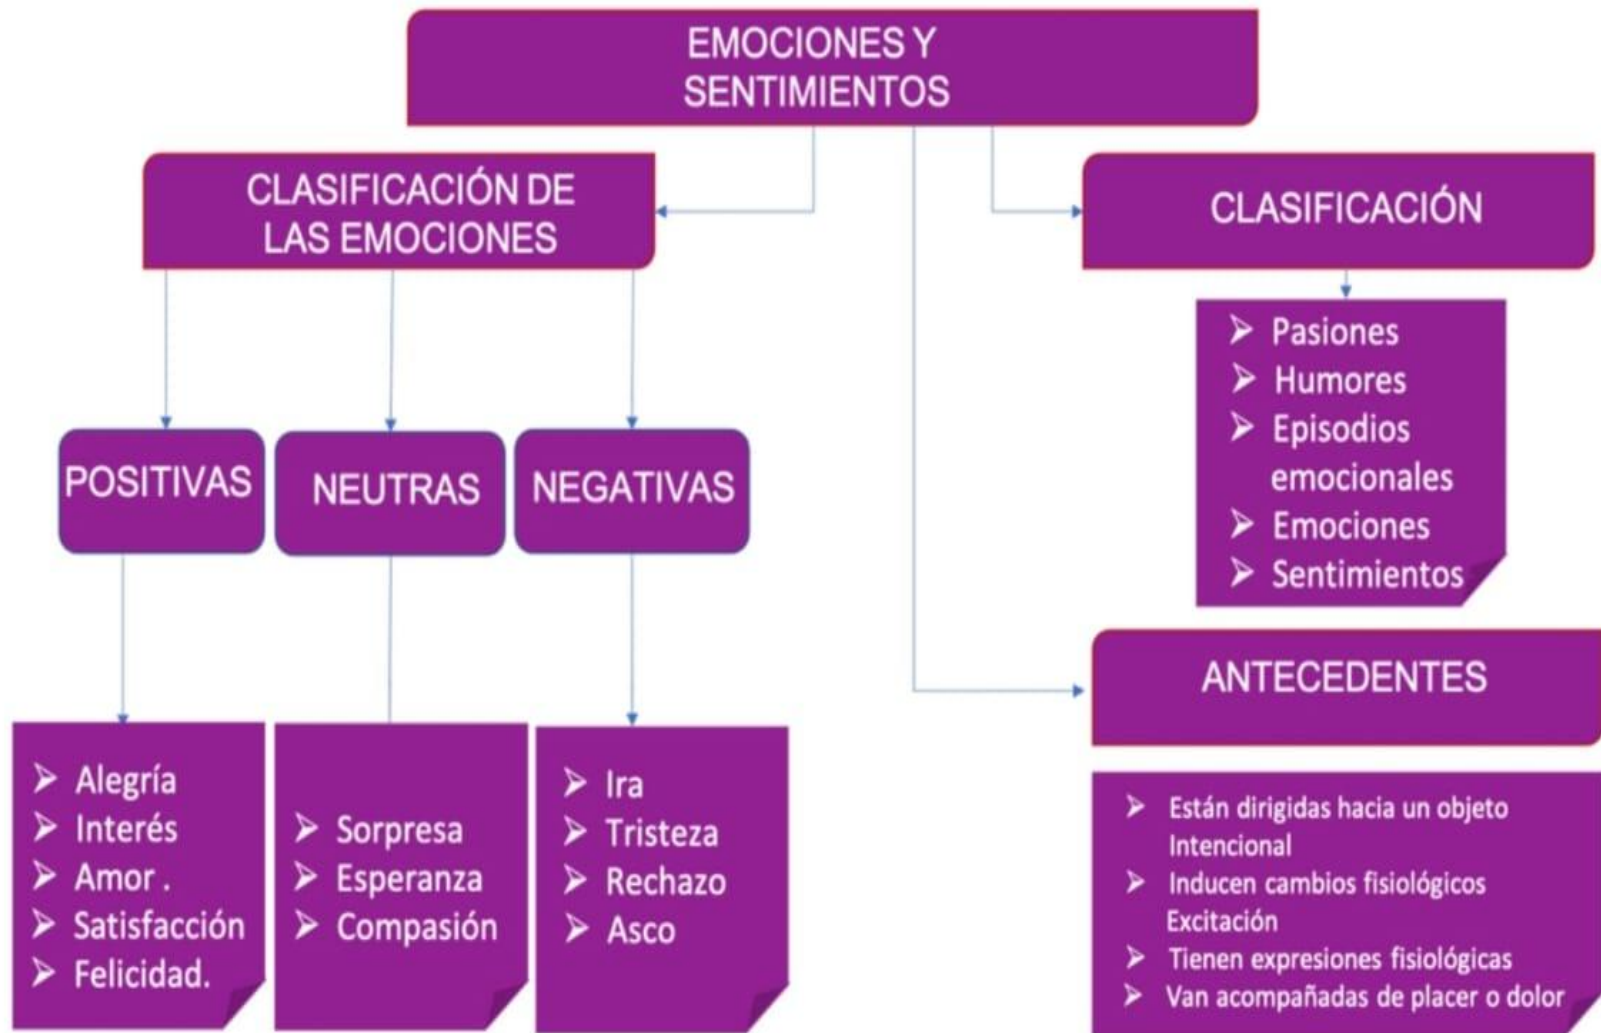 EMOCIONES Y
SENTIMIENTOS
CLASIFICACIÓN DE
LAS EMOCIONES
POSITIVAS
NEUTRAS
NEGATIVAS
➢ Alegría
➢ Interés
➢ Amor .
➢ Satisfacción
➢ Felicidad.
➢ Sorpresa
➢ Esperanza
➢ Compasión
➢ Ira
➢ Tristeza
➢ Rechazo
➢ Asco
CLASIFICACIÓN
➢ Pasiones
➢ Humores
➢ Episodios
emocionales
➢ Emociones
➢ Sentimientos
ANTECEDENTES
➢ Están dirigidas hacia un objeto
Intencional
➢ Inducen cambios fisiológicos
Excitación
➢ Tienen expresiones fisiológicas
➢ Van acompañadas de placer o dolor